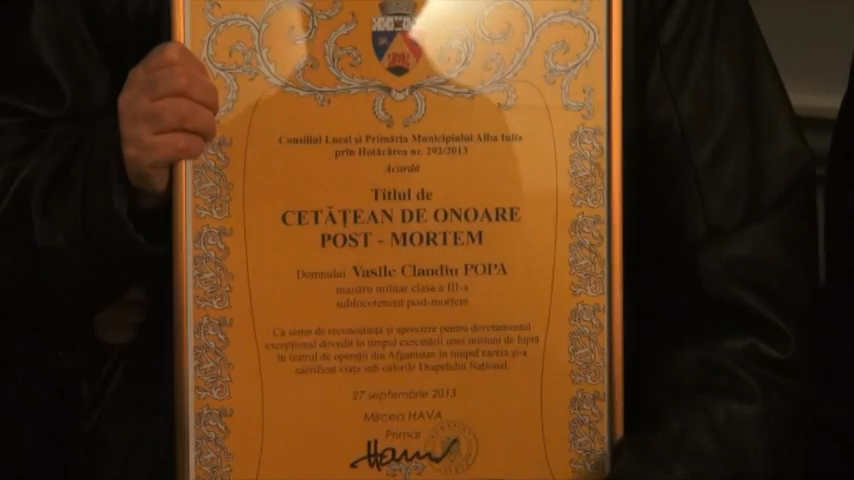 Consiliul Local și Primăria Municipiului Alba Iulia
prin Hotărârea nr. 292/2013
Acordă
Titlul de
CETĂȚEAN DE ONOARE
POST - MORTEM
Domnului Vasile Claudiu POPA
maistru militar clasa a III-a
sublocotenent post-mortem
Ca semn de recunoștință și apreciere pentru devotamentul
excepțional dovedit în timpul executării unei misiuni de luptă
în teatrul de operații din Afganistan în timpul căreia și-a
sacrificat viața sub culorile Drapelului Național.
27 septembrie 2013
Mircea HAVA
Primar